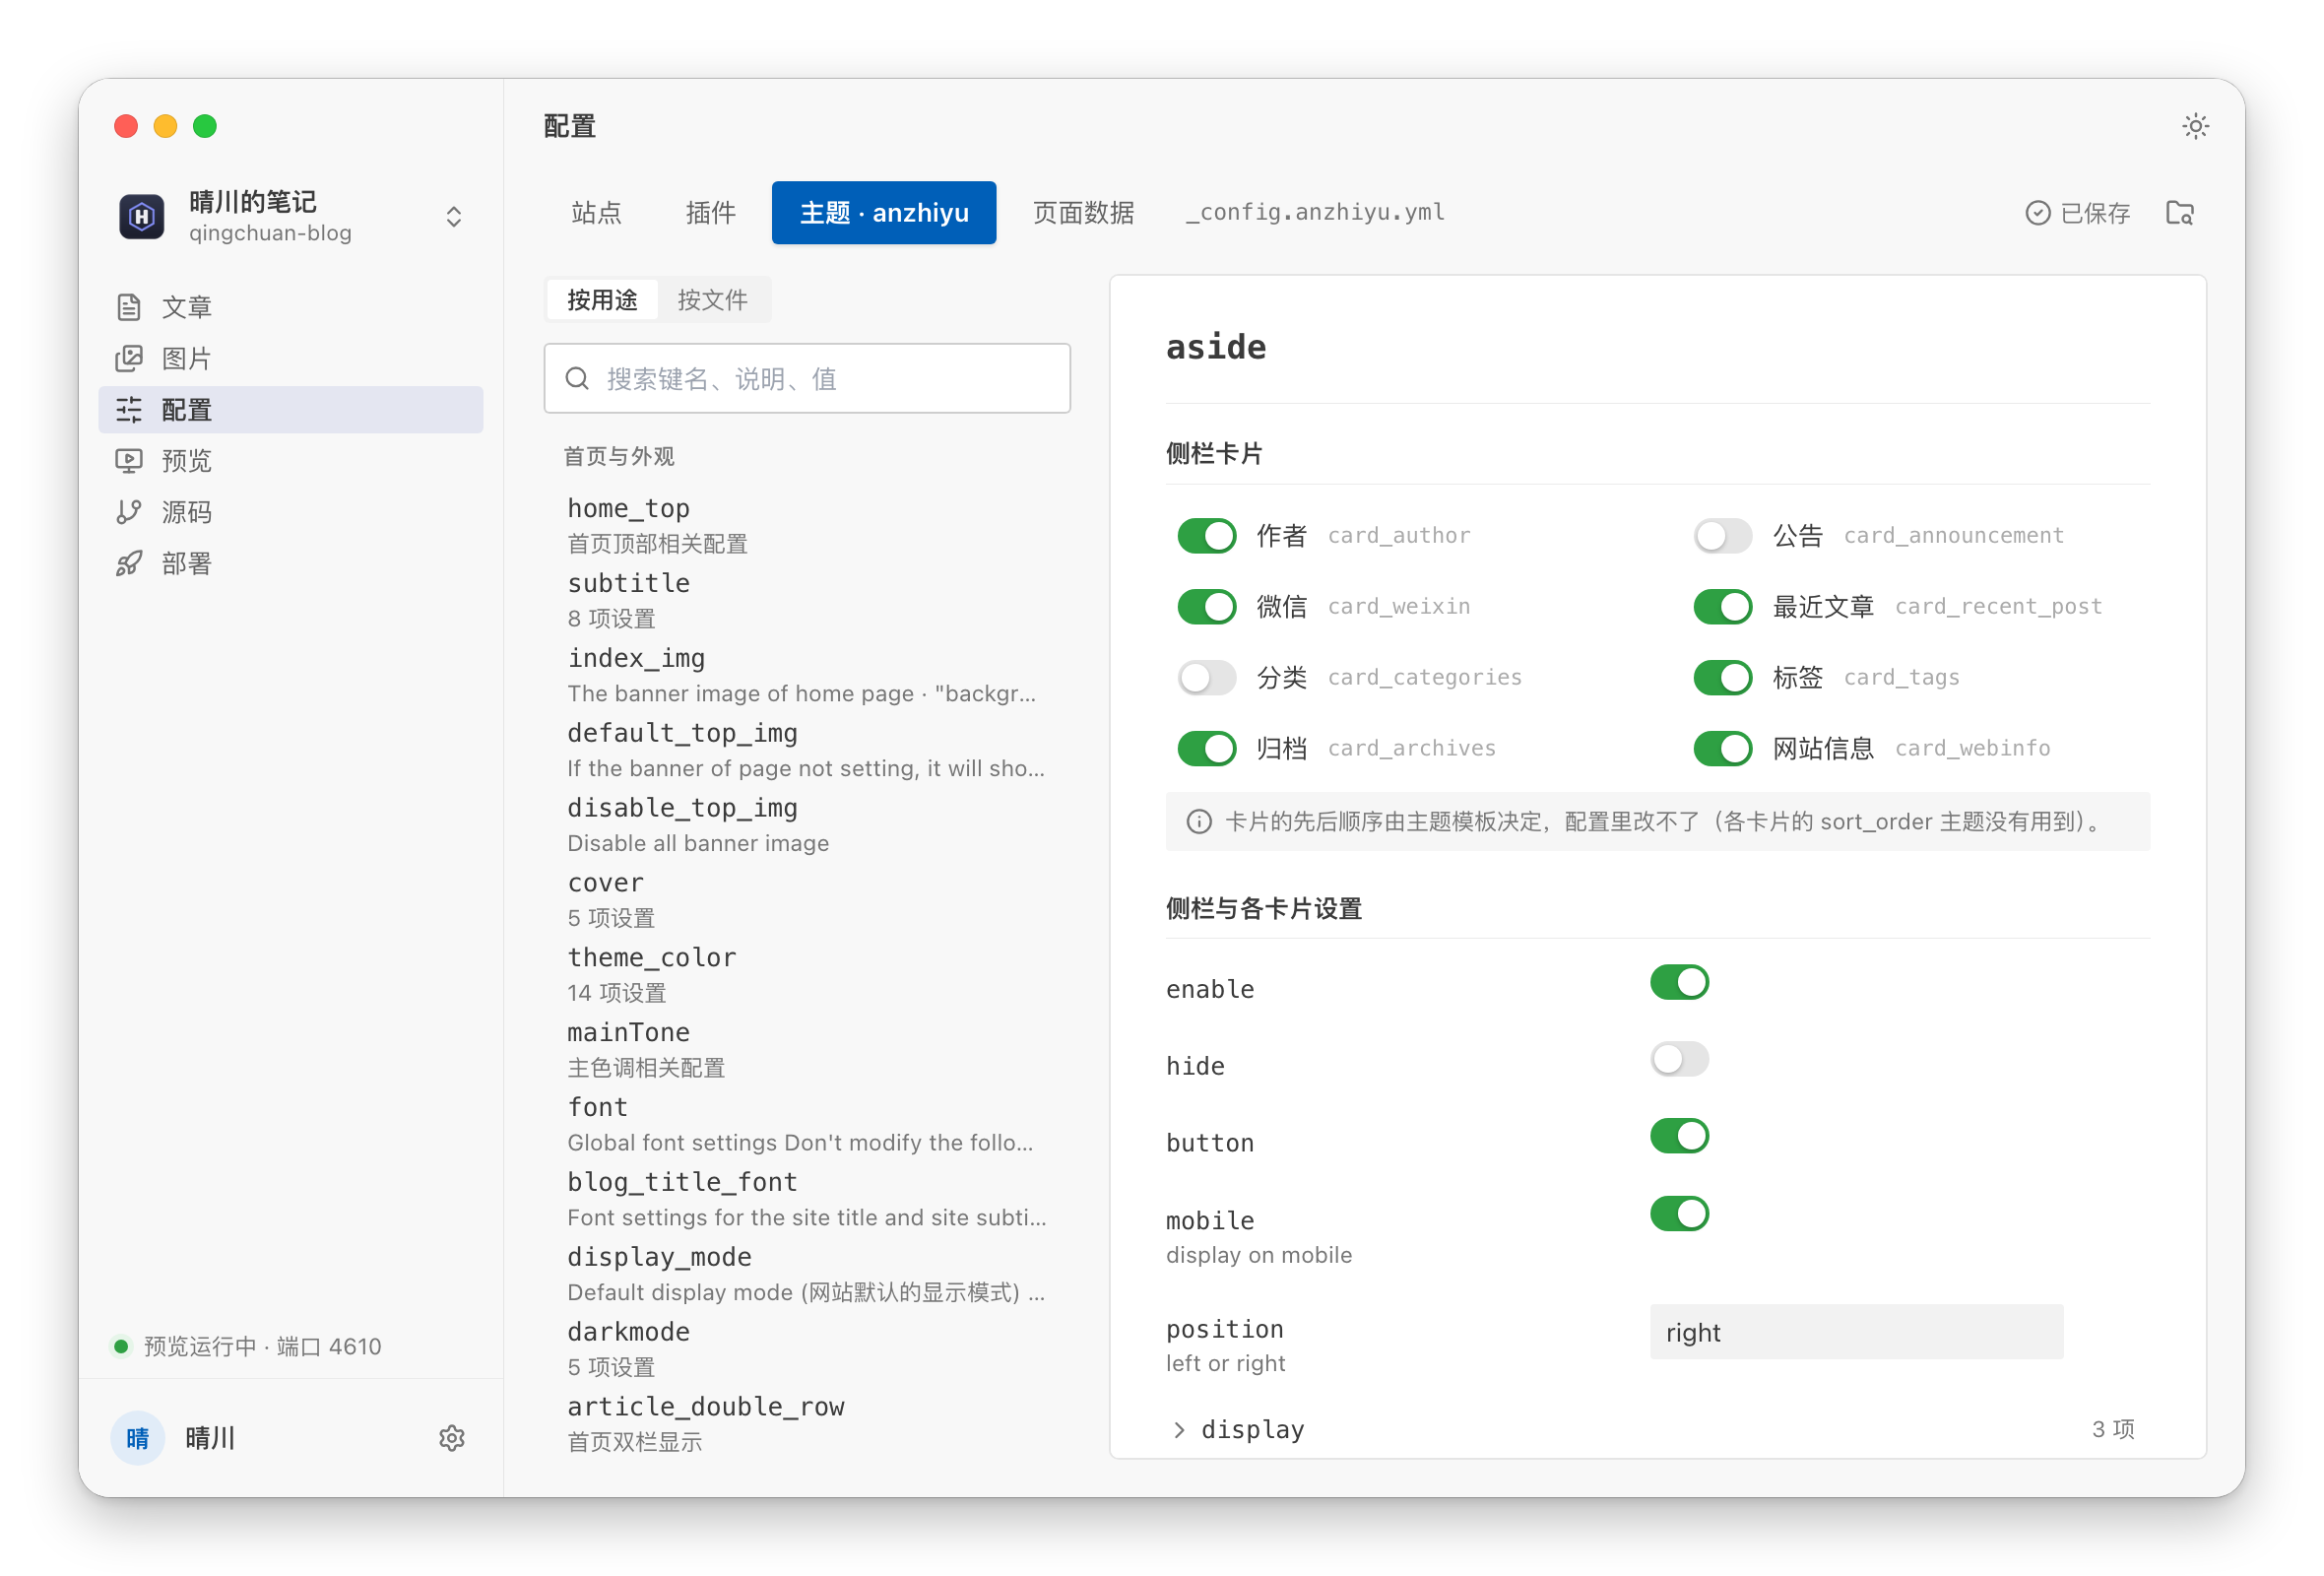 配置
晴川的笔记
qingchuan-blog
文章
图片
配置
预览
源码
部署
预览运行中 · 端口 4610
晴 晴川
站点 插件 主题 · anzhiyu 页面数据 _config.anzhiyu.yml 已保存
按用途 按文件
搜索键名、说明、值
首页与外观
home_top
首页顶部相关配置
subtitle
8 项设置
index_img
The banner image of home page · "backgr...
default_top_img
If the banner of page not setting, it will sho...
disable_top_img
Disable all banner image
cover
5 项设置
theme_color
14 项设置
mainTone
主色调相关配置
font
Global font settings Don't modify the follo...
blog_title_font
Font settings for the site title and site subti...
display_mode
Default display mode (网站默认的显示模式) ...
darkmode
5 项设置
article_double_row
首页双栏显示
aside
侧栏卡片
作者 card_author 公告 card_announcement
微信 card_weixin 最近文章 card_recent_post
分类 card_categories 标签 card_tags
归档 card_archives 网站信息 card_webinfo
卡片的先后顺序由主题模板决定，配置里改不了（各卡片的 sort_order 主题没有用到）。
侧栏与各卡片设置
enable
hide
button
mobile
display on mobile
position right
left or right
display 3 项